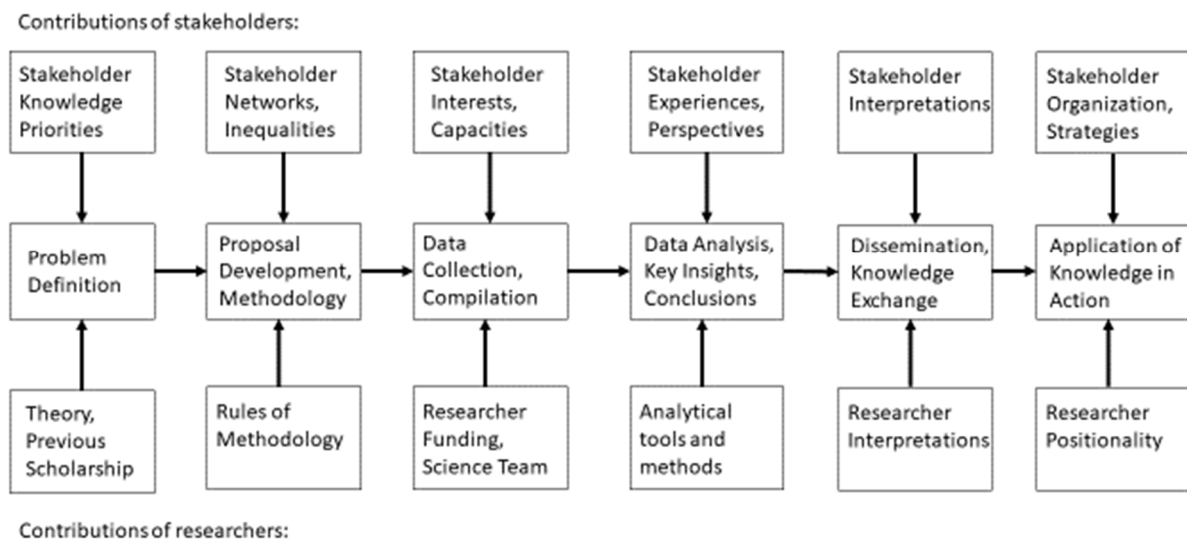 Contributions of stakeholders:
Stakeholder
Knowledge
Priorities
Stakeholder
Networks,
Inequalities
Stakeholder
Interests,
Capacities
Stakeholder
Experiences,
Perspectives
Stakeholder
Interpretations
Stakeholder
Organization,
Strategies
Problem
Definition
Proposal
Development,
Methodology
Data
Collection,
Compilation
Data Analysis,
Key Insights,
Conclusions
Dissemination,
Knowledge
Exchange
Application of
Knowledge in
Action
Theory,
Previous
Scholarship
Rules of
Methodology
Researcher
Funding,
Science Team
Analytical
tools and
methods
Researcher
Interpretations
Researcher
Positionality
Contributions of researchers: